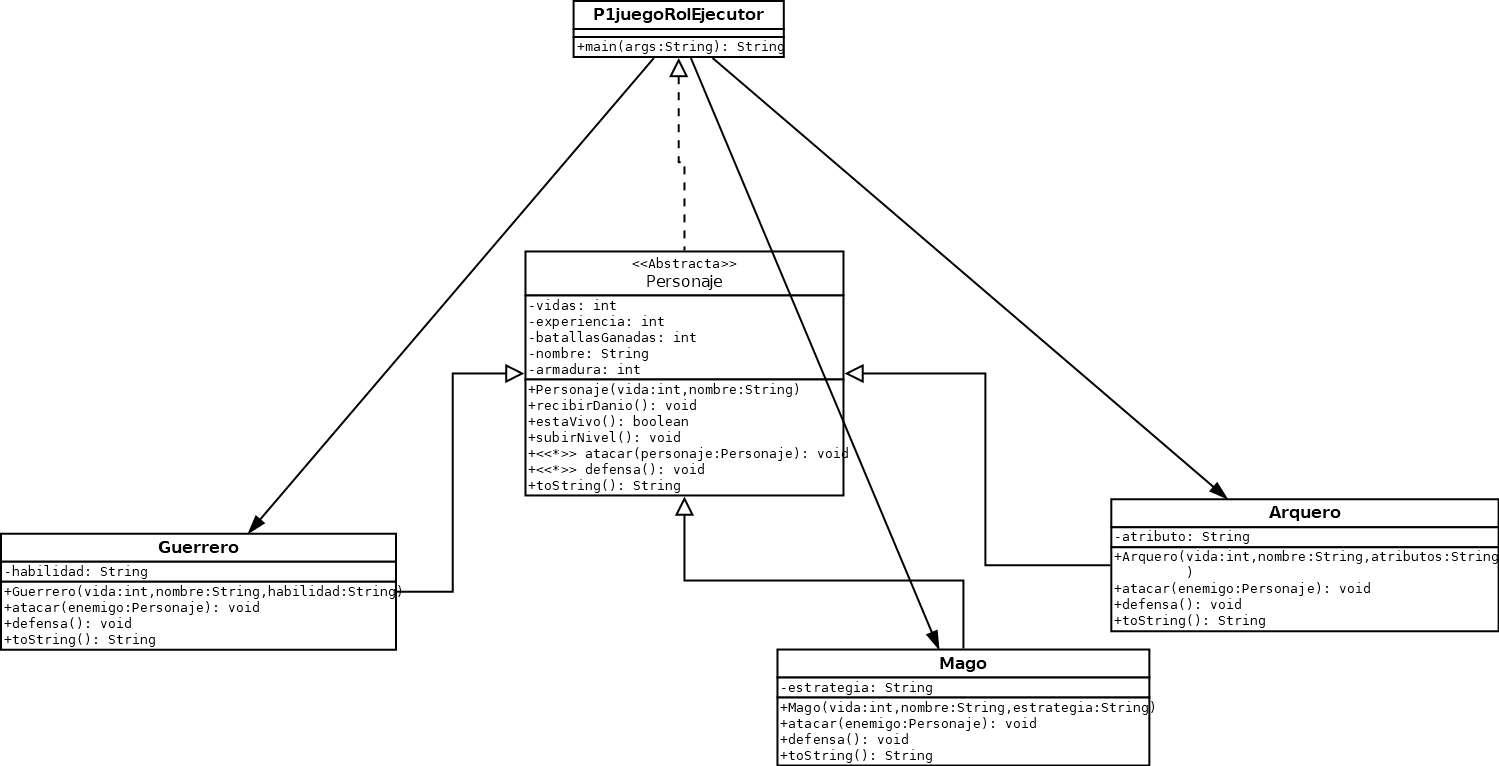 P1juegoRolEjecutor
+main(args:String): String
<<Abstracta>>
Personaje
-vidas: int
-experiencia: int
-batallasGanadas: int
-nombre: String
-armadura: int
+Personaje(vida:int,nombre:String)
+recibirDanio(): void
+estaVivo(): boolean
+subirNivel(): void
+<<*>> atacar(personaje:Personaje): void
+<<*>> defensa(): void
+toString(): String
Guerrero
-habilidad: String
+Guerrero(vida:int,nombre:String,habilidad:String)
+atacar(enemigo:Personaje): void
+defensa(): void
+toString(): String
Arquero
-atributo: String
+Arquero(vida:int,nombre:String,atributos:String
)
+atacar(enemigo:Personaje): void
+defensa(): void
+toString(): String
Mago
-estrategia: String
+Mago(vida:int,nombre:String,estrategia:String)
+atacar(enemigo:Personaje): void
+defensa(): void
+toString(): String